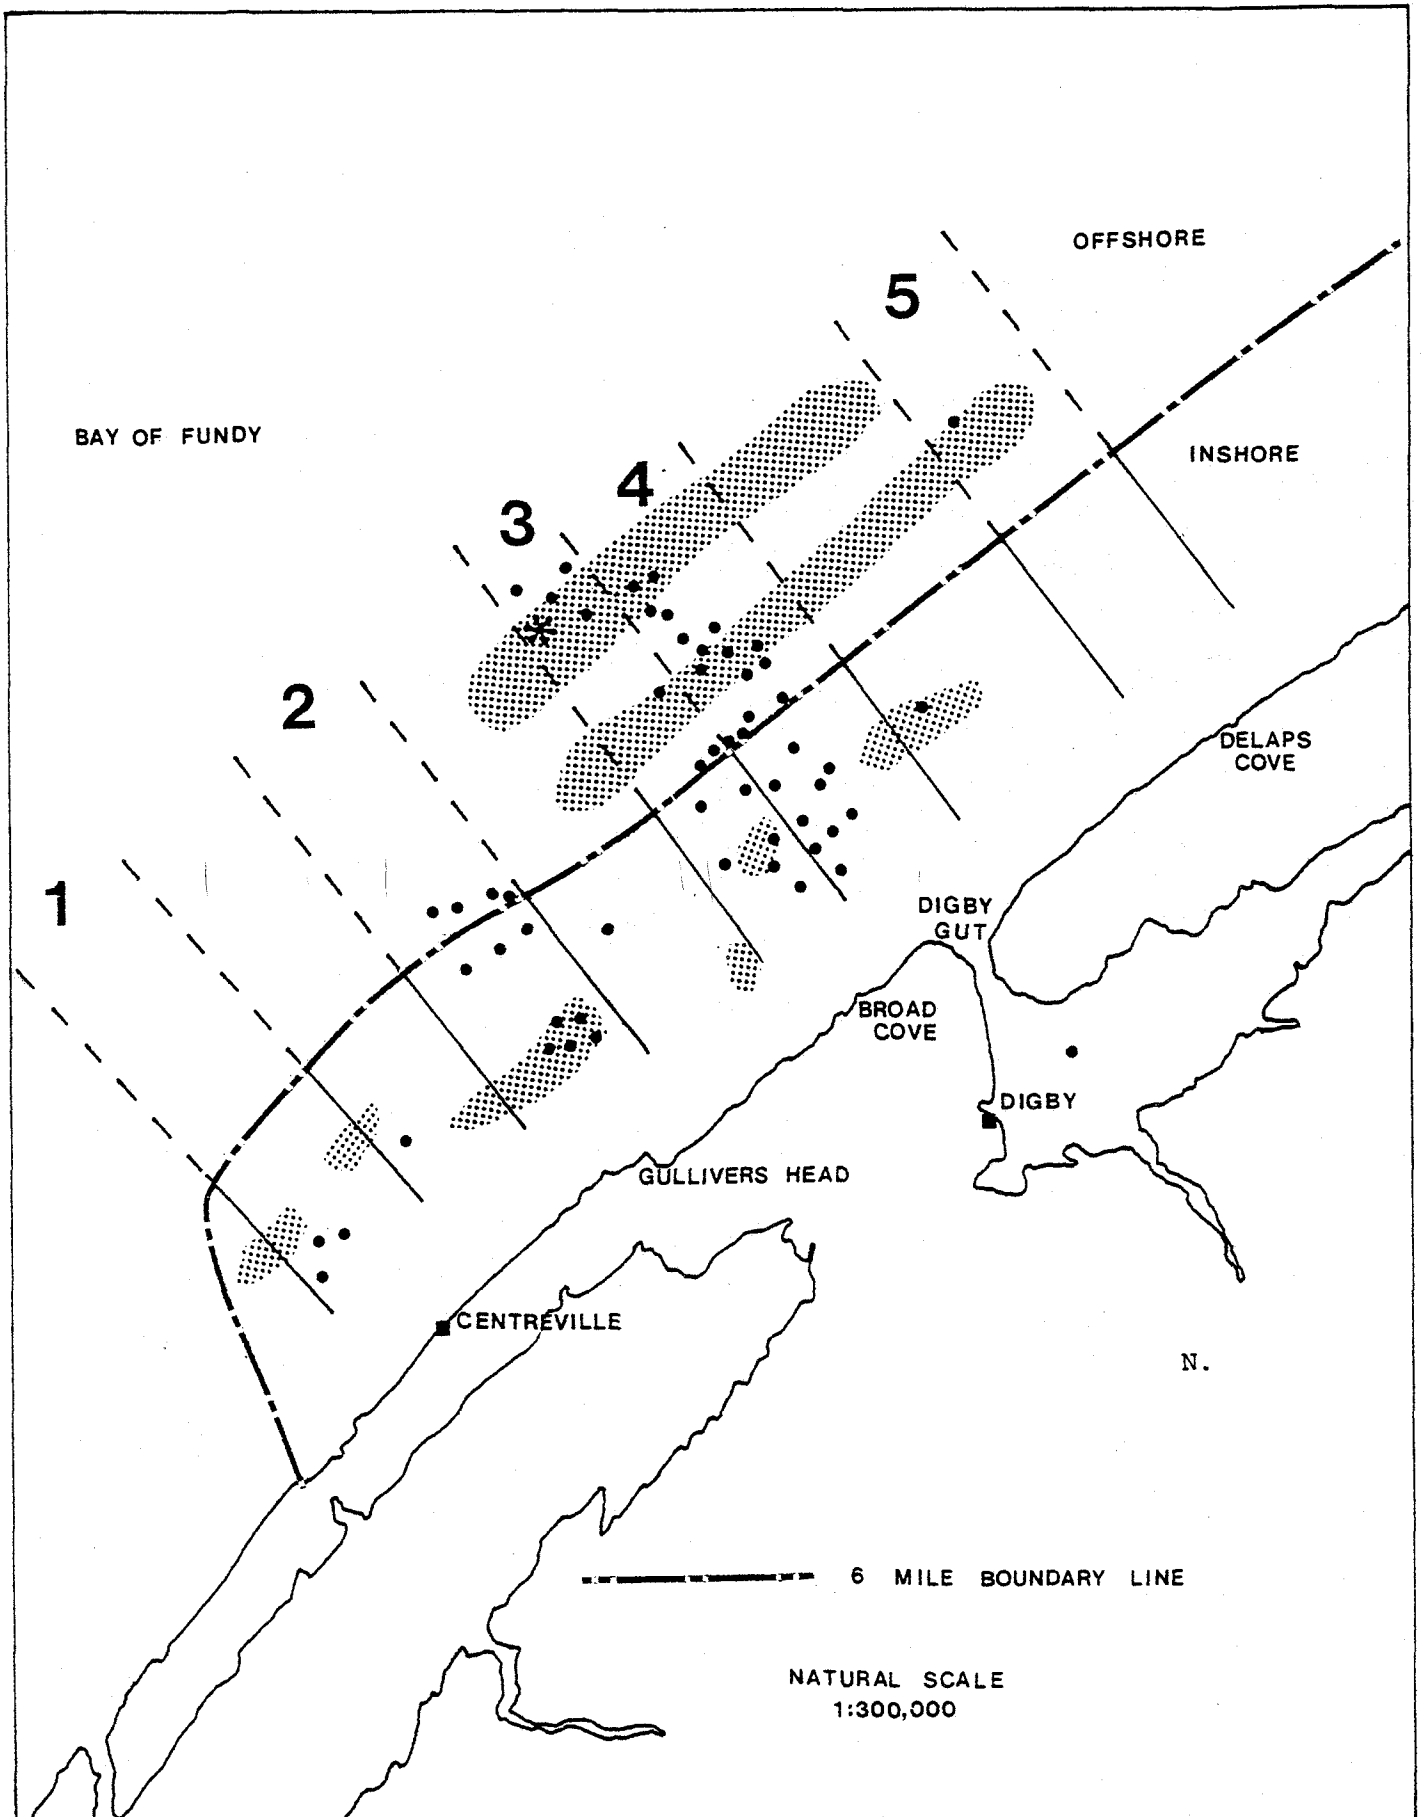 OFFSHORE
5
BAY OF FUNDY
INSHORE
4
3
2
DELAPS
COVE
1
DIGBY
GUT
BROAD
COVE
DIGBY
GULLIVERS HEAD
CENTREVILLE
N.
6 MILE BOUNDARY LINE
NATURAL SCALE
1:300,000